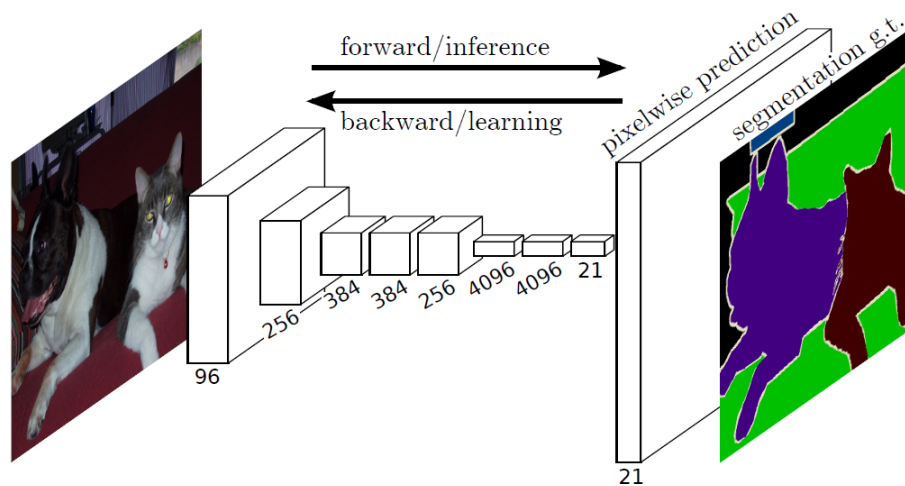 forward/inference
backward/learning
pixelwise prediction
segmentation g.t.
96
256
384
384
256
4096
4096
21
21